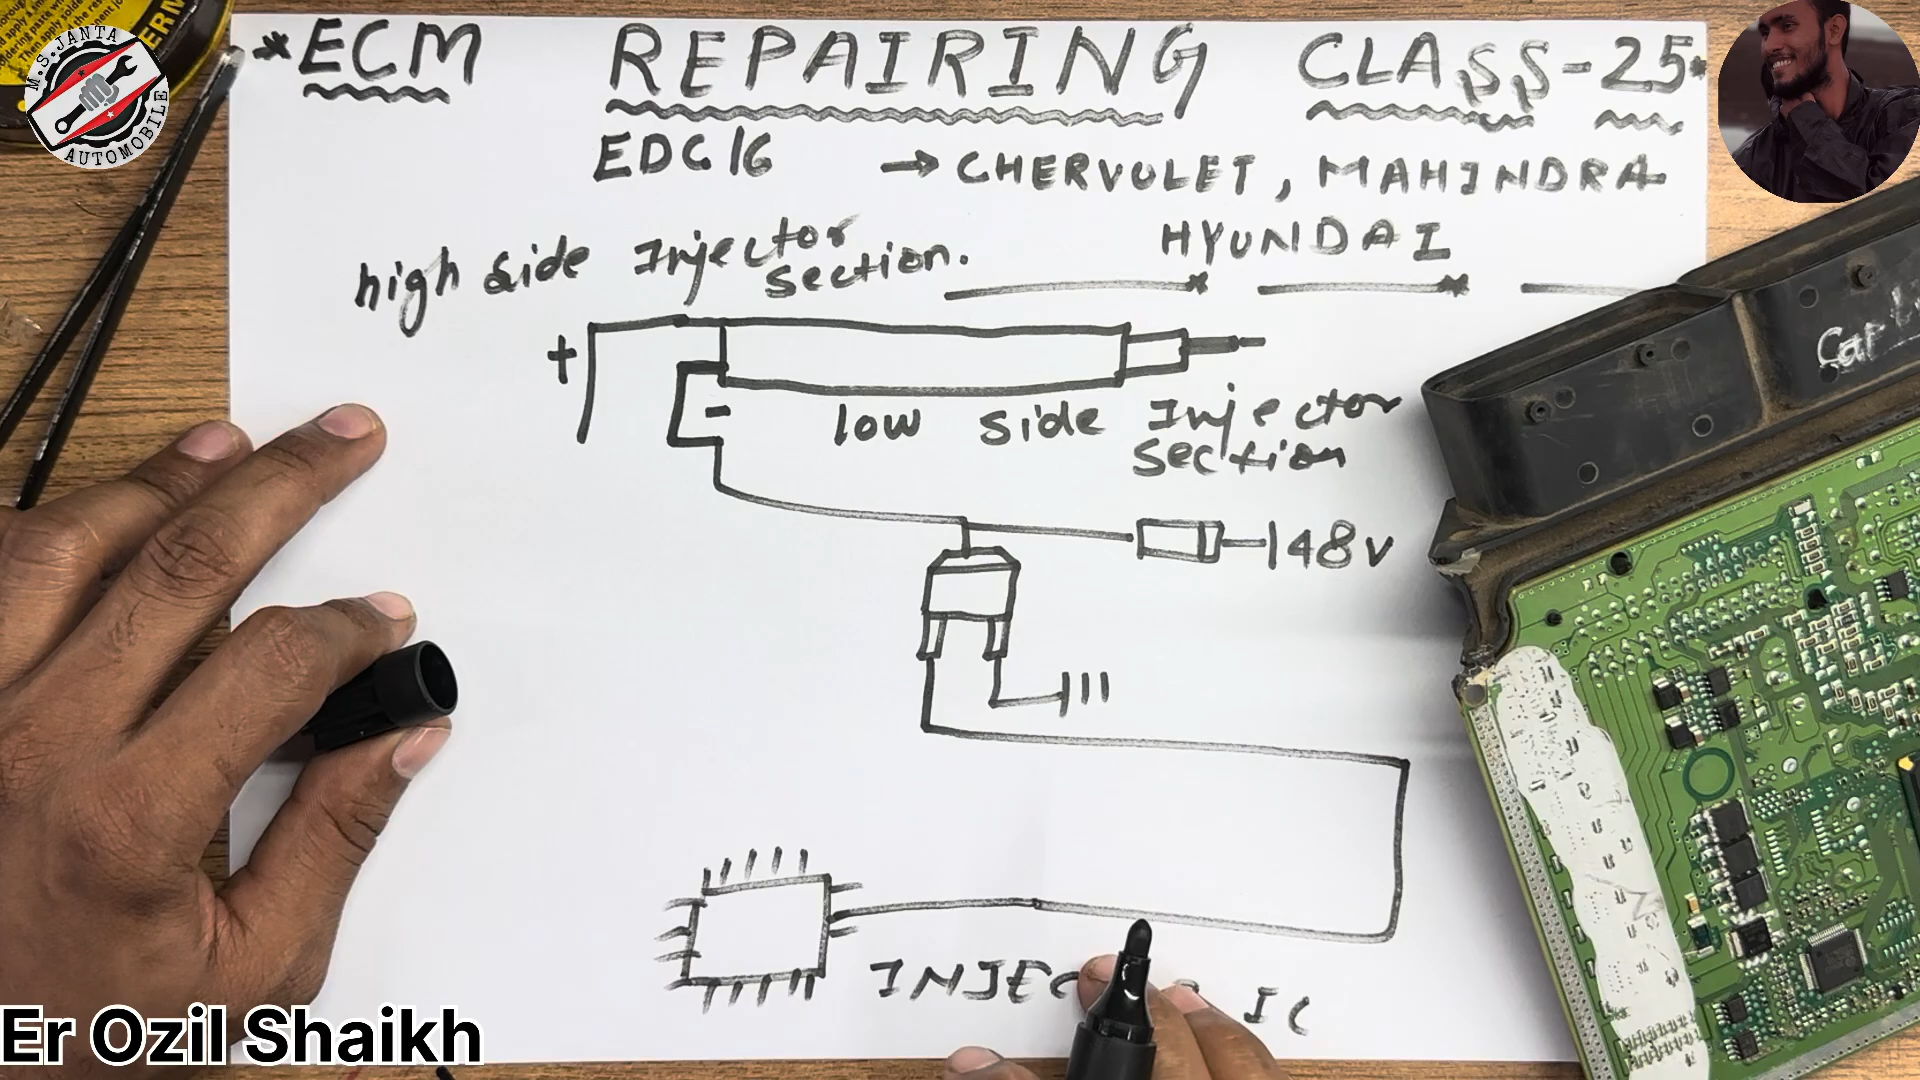 *ECM REPAIRING CLASS-25*
EDC16 → CHERVOLET, MAHINDRA
HYUNDAI
high side Injector
section.
+
-
low side Injector
section
148v
IC
M.S.JANTA
AUTOMOBILE
Er Ozil Shaikh